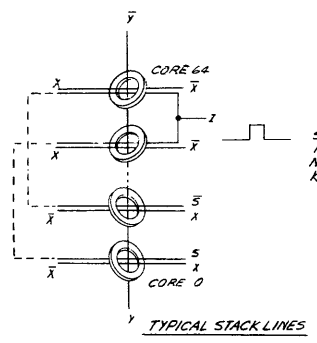 Ȳ
CORE 64
X X̄
Z
X X̄
S̄
X̄ X
S
X̄ X
CORE 0
Y
TYPICAL STACK LINES